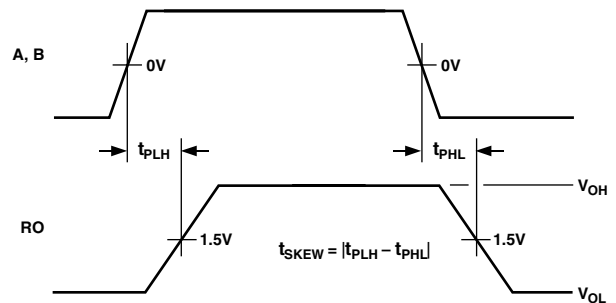 A, B
0V
0V
tPLH
tPHL
VOH
RO
1.5V
tSKEW = |tPLH – tPHL|
1.5V
VOL